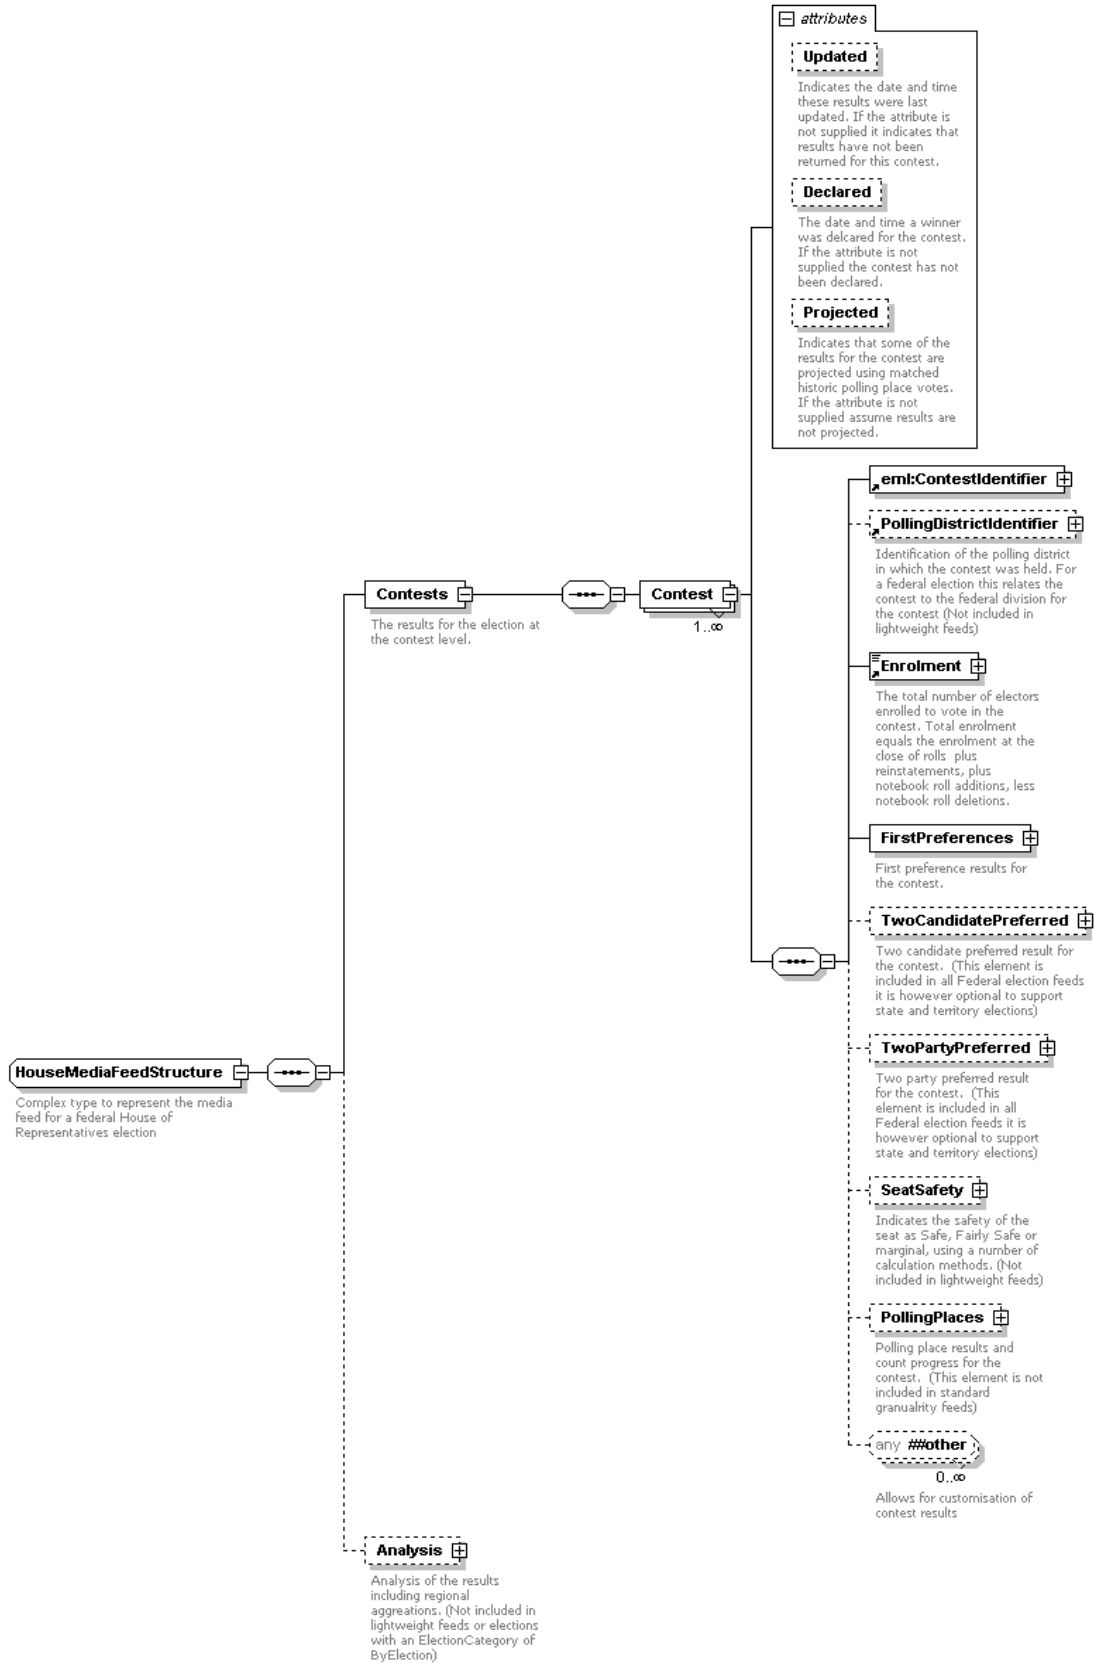 attributes
Updated
Indicates the date and time
these results were last
updated. If the attribute is
not supplied it indicates that
results have not been
returned for this contest.
Declared
The date and time a winner
was delcared for the contest.
If the attribute is not
supplied the contest has not
been declared.
Projected
Indicates that some of the
results for the contest are
projected using matched
historic polling place votes.
If the attribute is not
supplied assume results are
not projected.
eml:ContestIdentifier
PollingDistrictIdentifier
Identification of the polling district
in which the contest was held. For
a federal election this relates the
contest to the federal division for
the contest (Not included in
lightweight feeds)
Contests
The results for the election at
the contest level.
Contest
1..∞
Enrolment
The total number of electors
enrolled to vote in the
contest. Total enrolment
equals the enrolment at the
close of rolls  plus
reinstatements, plus
notebook roll additions, less
notebook roll deletions.
FirstPreferences
First preference results for
the contest.
TwoCandidatePreferred
Two candidate preferred result for
the contest.  (This element is
included in all Federal election feeds
it is however optional to support
state and territory elections)
TwoPartyPreferred
Two party preferred result
for the contest.  (This
element is included in all
Federal election feeds it is
however optional to support
state and territory elections)
HouseMediaFeedStructure
Complex type to represent the media
feed for a federal House of
Representatives election
SeatSafety
Indicates the safety of the
seat as Safe, Fairly Safe or
marginal, using a number of
calculation methods. (Not
included in lightweight feeds)
PollingPlaces
Polling place results and
count progress for the
contest.  (This element is not
included in standard
granualrity feeds)
any ##other
0..∞
Allows for customisation of
contest results
Analysis
Analysis of the results
including regional
aggreations. (Not included in
lightweight feeds or elections
with an ElectionCategory of
ByElection)